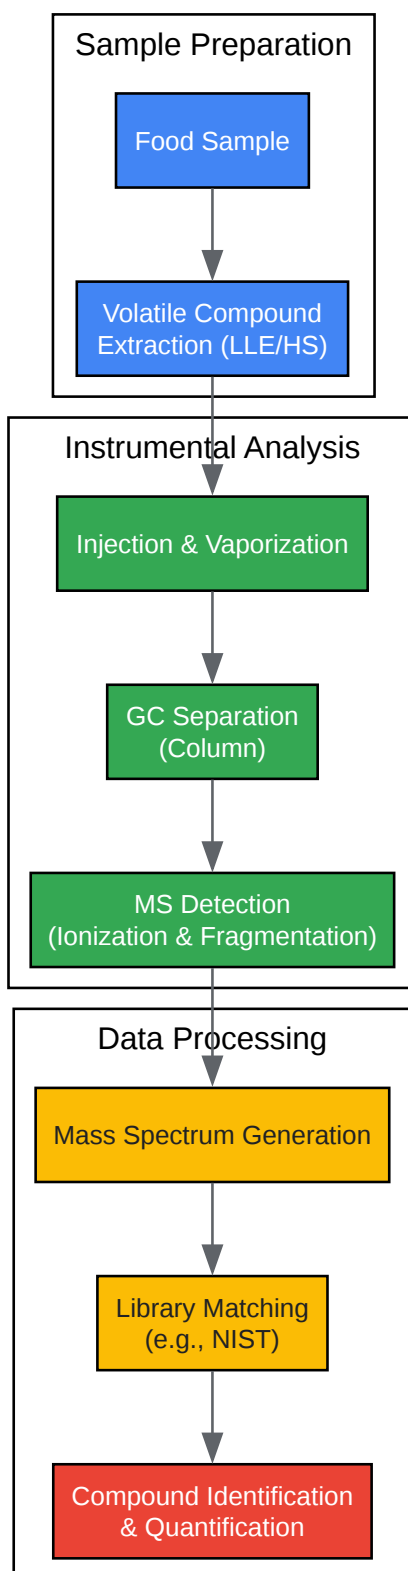 Sample Preparation
Food Sample
Volatile Compound
Extraction (LLE/HS)
Instrumental Analysis
Injection & Vaporization
GC Separation
(Column)
MS Detection
(Ionization & Fragmentation)
Data Processing
Mass Spectrum Generation
Library Matching
(e.g., NIST)
Compound Identification
& Quantification